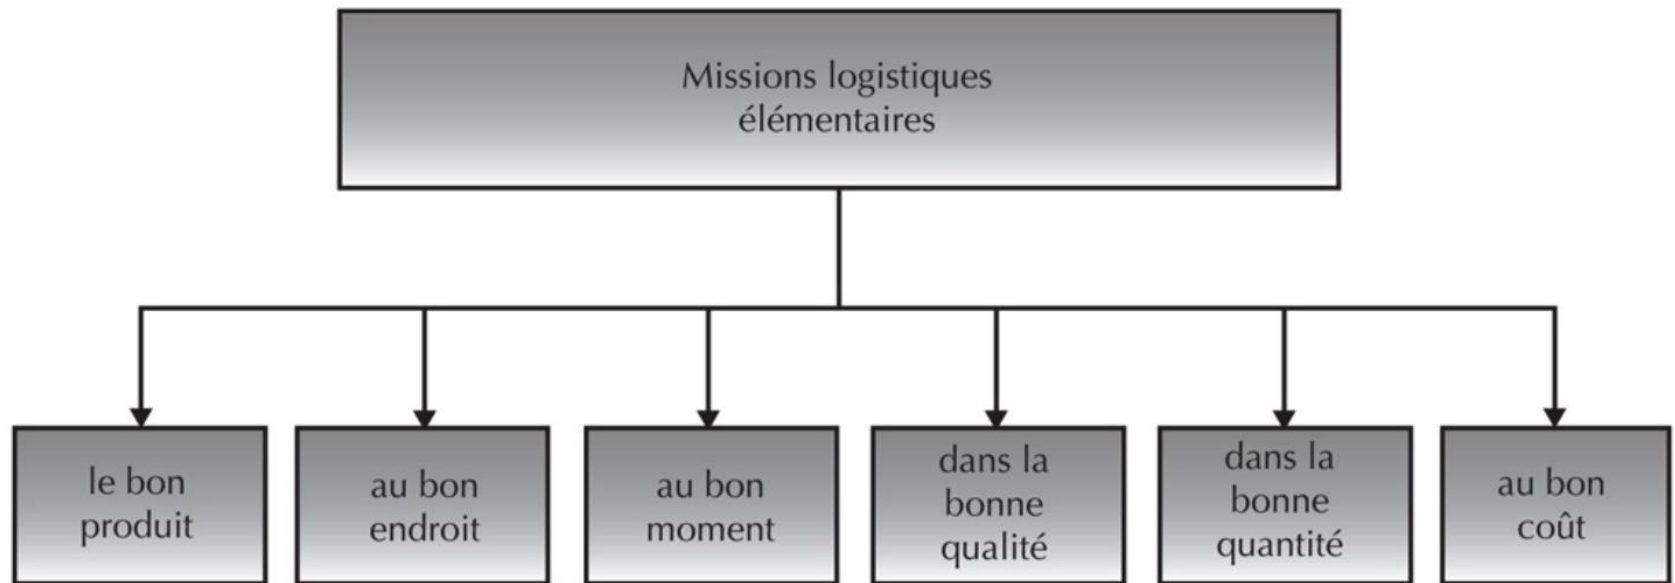 Missions logistiques
élémentaires
le bon
produit
au bon
endroit
au bon
moment
dans la
bonne
qualité
dans la
bonne
quantité
au bon
coût